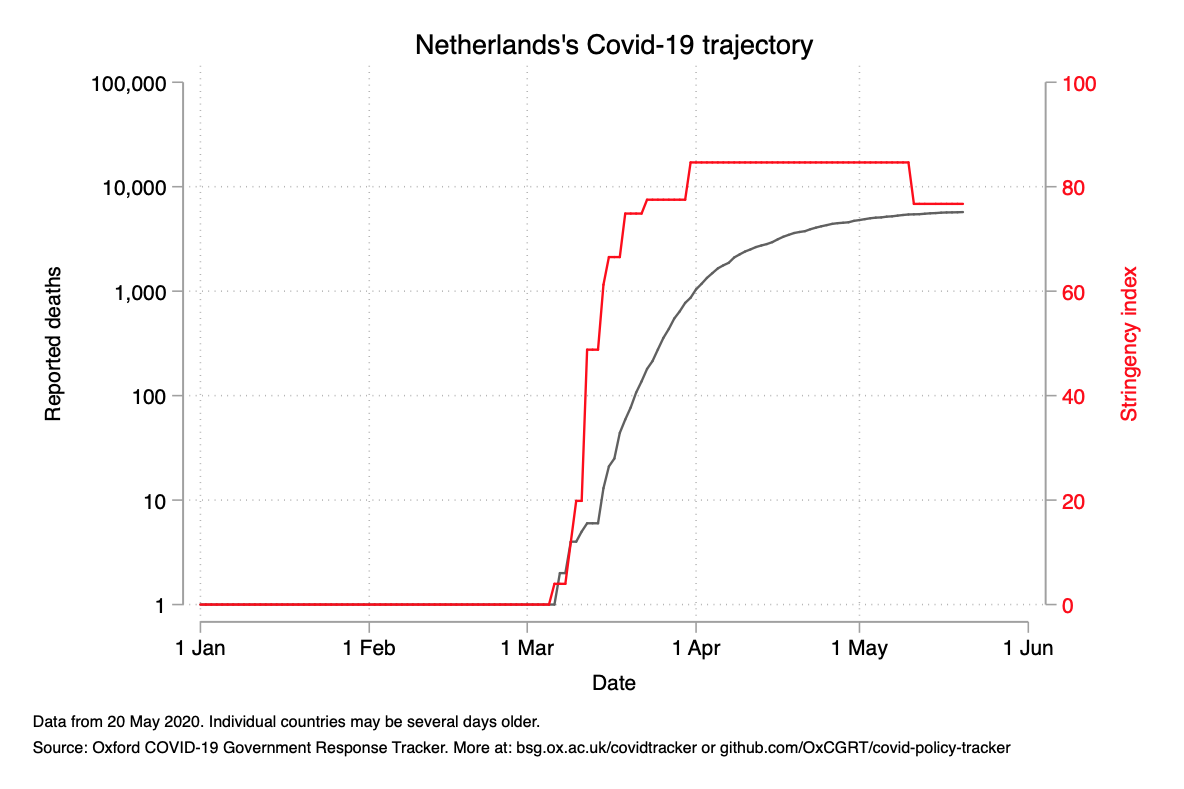 Netherlands's Covid-19 trajectory
100,000
10,000
1,000
100
10
1
Reported deaths
100
80
60
40
20
0
Stringency index
1 Jan
1 Feb
1 Mar
1 Apr
1 May
1 Jun
Date
Data from 20 May 2020. Individual countries may be several days older.
Source: Oxford COVID-19 Government Response Tracker. More at: bsg.ox.ac.uk/covidtracker or github.com/OxCGRT/covid-policy-tracker